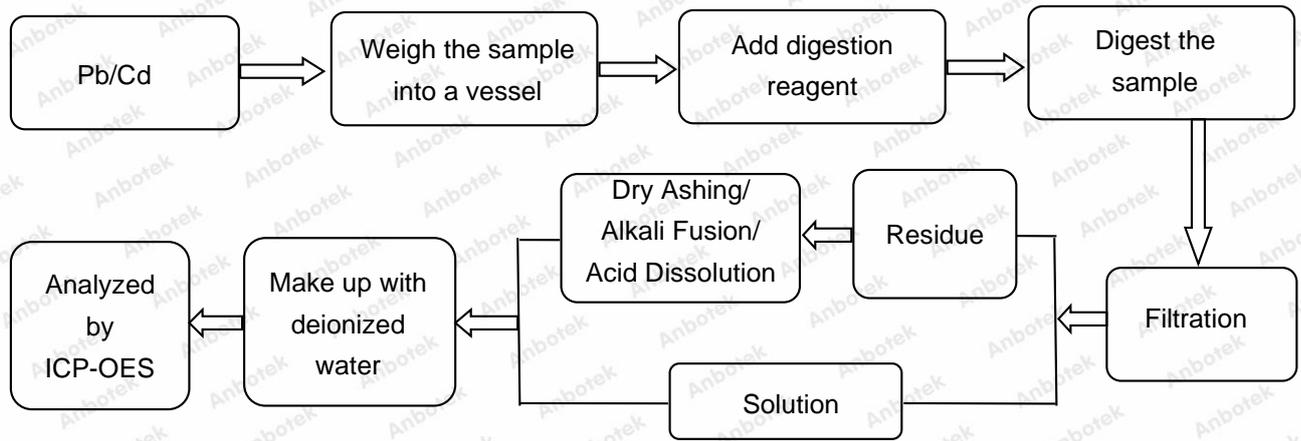 Pb/Cd
Weigh the sample
into a vessel
Add digestion
reagent
Digest the
sample
Filtration
Residue
Dry Ashing/
Alkali Fusion/
Acid Dissolution
Solution
Make up with
deionized
water
Analyzed
by
ICP-OES
Anbotek